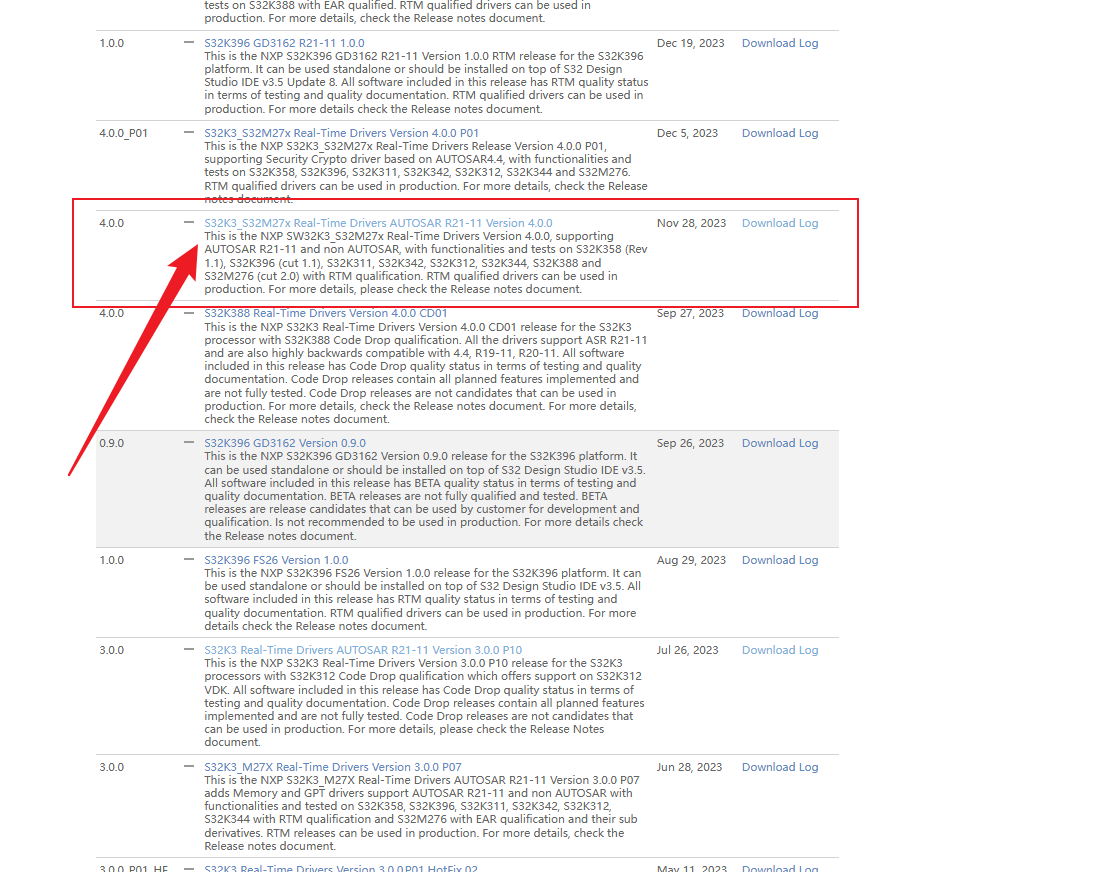 tests on S32K388 with EAR qualified. RTM qualified drivers can be used in
production. For more details, check the Release notes document.
1.0.0 — S32K396 GD3162 R21-11 1.0.0 Dec 19, 2023 Download Log
This is the NXP S32K396 GD3162 R21-11 Version 1.0.0 RTM release for the S32K396
platform. It can be used standalone or should be installed on top of S32 Design
Studio IDE v3.5 Update 8. All software included in this release has RTM quality status
in terms of testing and quality documentation. RTM qualified drivers can be used in
production. For more details check the Release notes document.
4.0.0_P01 — S32K3_S32M27x Real-Time Drivers Version 4.0.0 P01 Dec 5, 2023 Download Log
This is the NXP S32K3_S32M27x Real-Time Drivers Release Version 4.0.0 P01,
supporting Security Crypto driver based on AUTOSAR4.4, with functionalities and
tests on S32K358, S32K396, S32K311, S32K342, S32K312, S32K344 and S32M276.
RTM qualified drivers can be used in production. For more details, check the Release
notes document.
4.0.0 — S32K3_S32M27x Real-Time Drivers AUTOSAR R21-11 Version 4.0.0 Nov 28, 2023 Download Log
This is the NXP SW32K3_S32M27x Real-Time Drivers Version 4.0.0, supporting
AUTOSAR R21-11 and non AUTOSAR, with functionalities and tests on S32K358 (Rev
1.1), S32K396 (cut 1.1), S32K311, S32K342, S32K312, S32K344, S32K388 and
S32M276 (cut 2.0) with RTM qualification. RTM qualified drivers can be used in
production. For more details, please check the Release notes document.
4.0.0 — S32K388 Real-Time Drivers Version 4.0.0 CD01 Sep 27, 2023 Download Log
This is the NXP S32K3 Real-Time Drivers Version 4.0.0 CD01 release for the S32K3
processor with S32K388 Code Drop qualification. All the drivers support ASR R21-11
and are also highly backwards compatible with 4.4, R19-11, R20-11. All software
included in this release has Code Drop quality status in terms of testing and quality
documentation. Code Drop releases contain all planned features implemented and
are not fully tested. Code Drop releases are not candidates that can be used in
production. For more details, check the Release notes document. For more details,
check the Release notes document.
0.9.0 — S32K396 GD3162 Version 0.9.0 Sep 26, 2023 Download Log
This is the NXP S32K396 GD3162 Version 0.9.0 release for the S32K396 platform. It
can be used standalone or should be installed on top of S32 Design Studio IDE v3.5.
All software included in this release has BETA quality status in terms of testing and
quality documentation. BETA releases are not fully qualified and tested. BETA
releases are release candidates that can be used by customer for development and
qualification. Is not recommended to be used in production. For more details check
the Release notes document.
1.0.0 — S32K396 FS26 Version 1.0.0 Aug 29, 2023 Download Log
This is the NXP S32K396 FS26 Version 1.0.0 release for the S32K396 platform. It can
be used standalone or should be installed on top of S32 Design Studio IDE v3.5. All
software included in this release has RTM quality status in terms of testing and
quality documentation. RTM qualified drivers can be used in production. For more
details check the Release notes document.
3.0.0 — S32K3 Real-Time Drivers AUTOSAR R21-11 Version 3.0.0 P10 Jul 26, 2023 Download Log
This is the NXP S32K3 Real-Time Drivers Version 3.0.0 P10 release for the S32K3
processors with S32K312 Code Drop qualification which offers support on S32K312
VDK. All software included in this release has Code Drop quality status in terms of
testing and quality documentation. Code Drop releases contain all planned features
implemented and are not fully tested. Code Drop releases are not candidates that
can be used in production. For more details, please check the Release Notes
document.
3.0.0 — S32K3_M27X Real-Time Drivers Version 3.0.0 P07 Jun 28, 2023 Download Log
This is the NXP S32K3_M27X Real-Time Drivers AUTOSAR R21-11 Version 3.0.0 P07
adds Memory and GPT drivers support AUTOSAR R21-11 and non AUTOSAR with
functionalities and tested on S32K358, S32K396, S32K311, S32K342, S32K312,
S32K344 with RTM qualification and S32M276 with EAR qualification and their sub
derivatives. RTM releases can be used in production. For more details, check the
Release notes document.
3.0.0_P01_HF — S32K3 Real-Time Drivers Version 3.0.0 P01 HotFix 02 May 11, 2023 Download Log